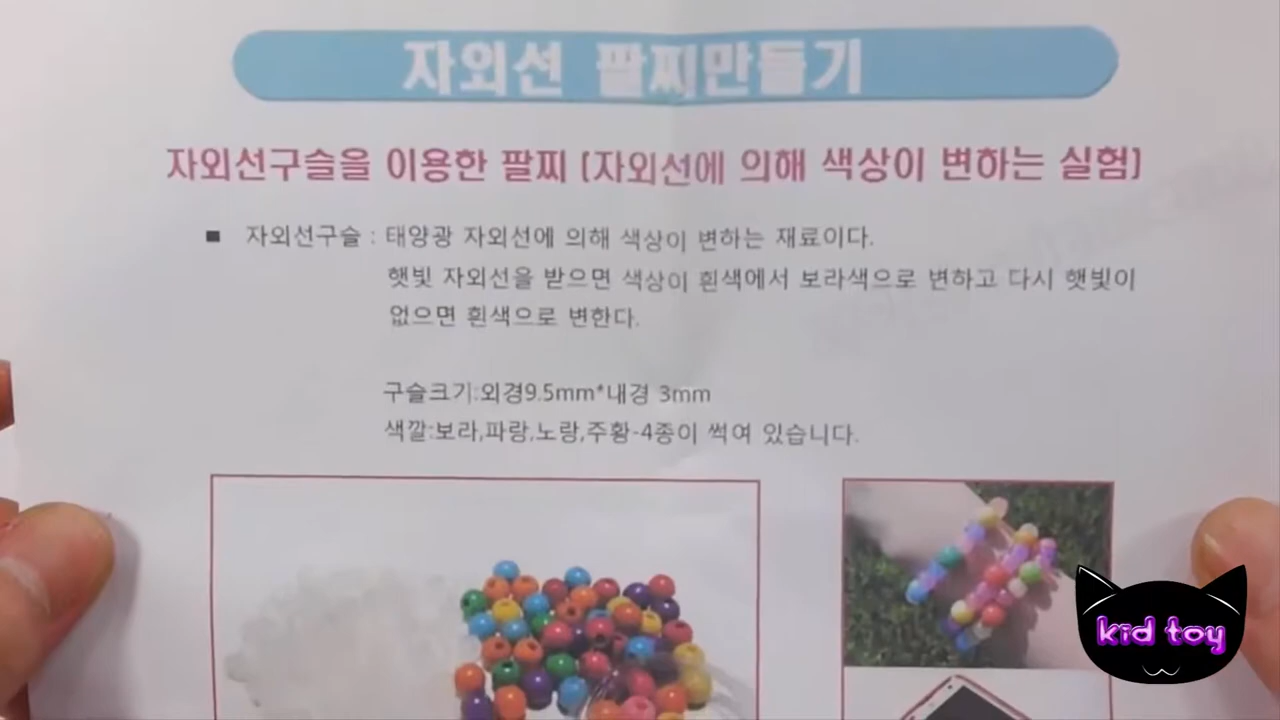 자외선 팔찌만들기
자외선구슬을 이용한 팔찌 (자외선에 의해 색상이 변하는 실험)
■ 자외선구슬 : 태양광 자외선에 의해 색상이 변하는 재료이다.
햇빛 자외선을 받으면 색상이 흰색에서 보라색으로 변하고 다시 햇빛이
없으면 흰색으로 변한다.
구슬크기:외경9.5mm*내경 3mm
색깔:보라,파랑,노랑,주황-4종이 썩여 있습니다.
kid toy